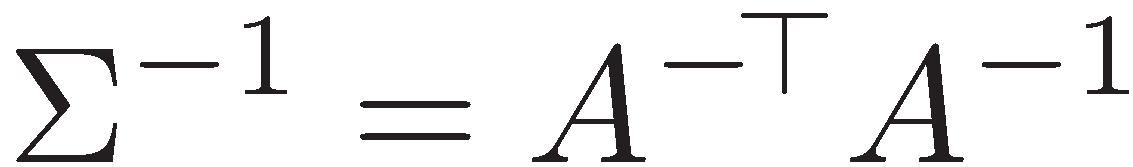 Σ⁻¹ = A^{-⊤} A⁻¹